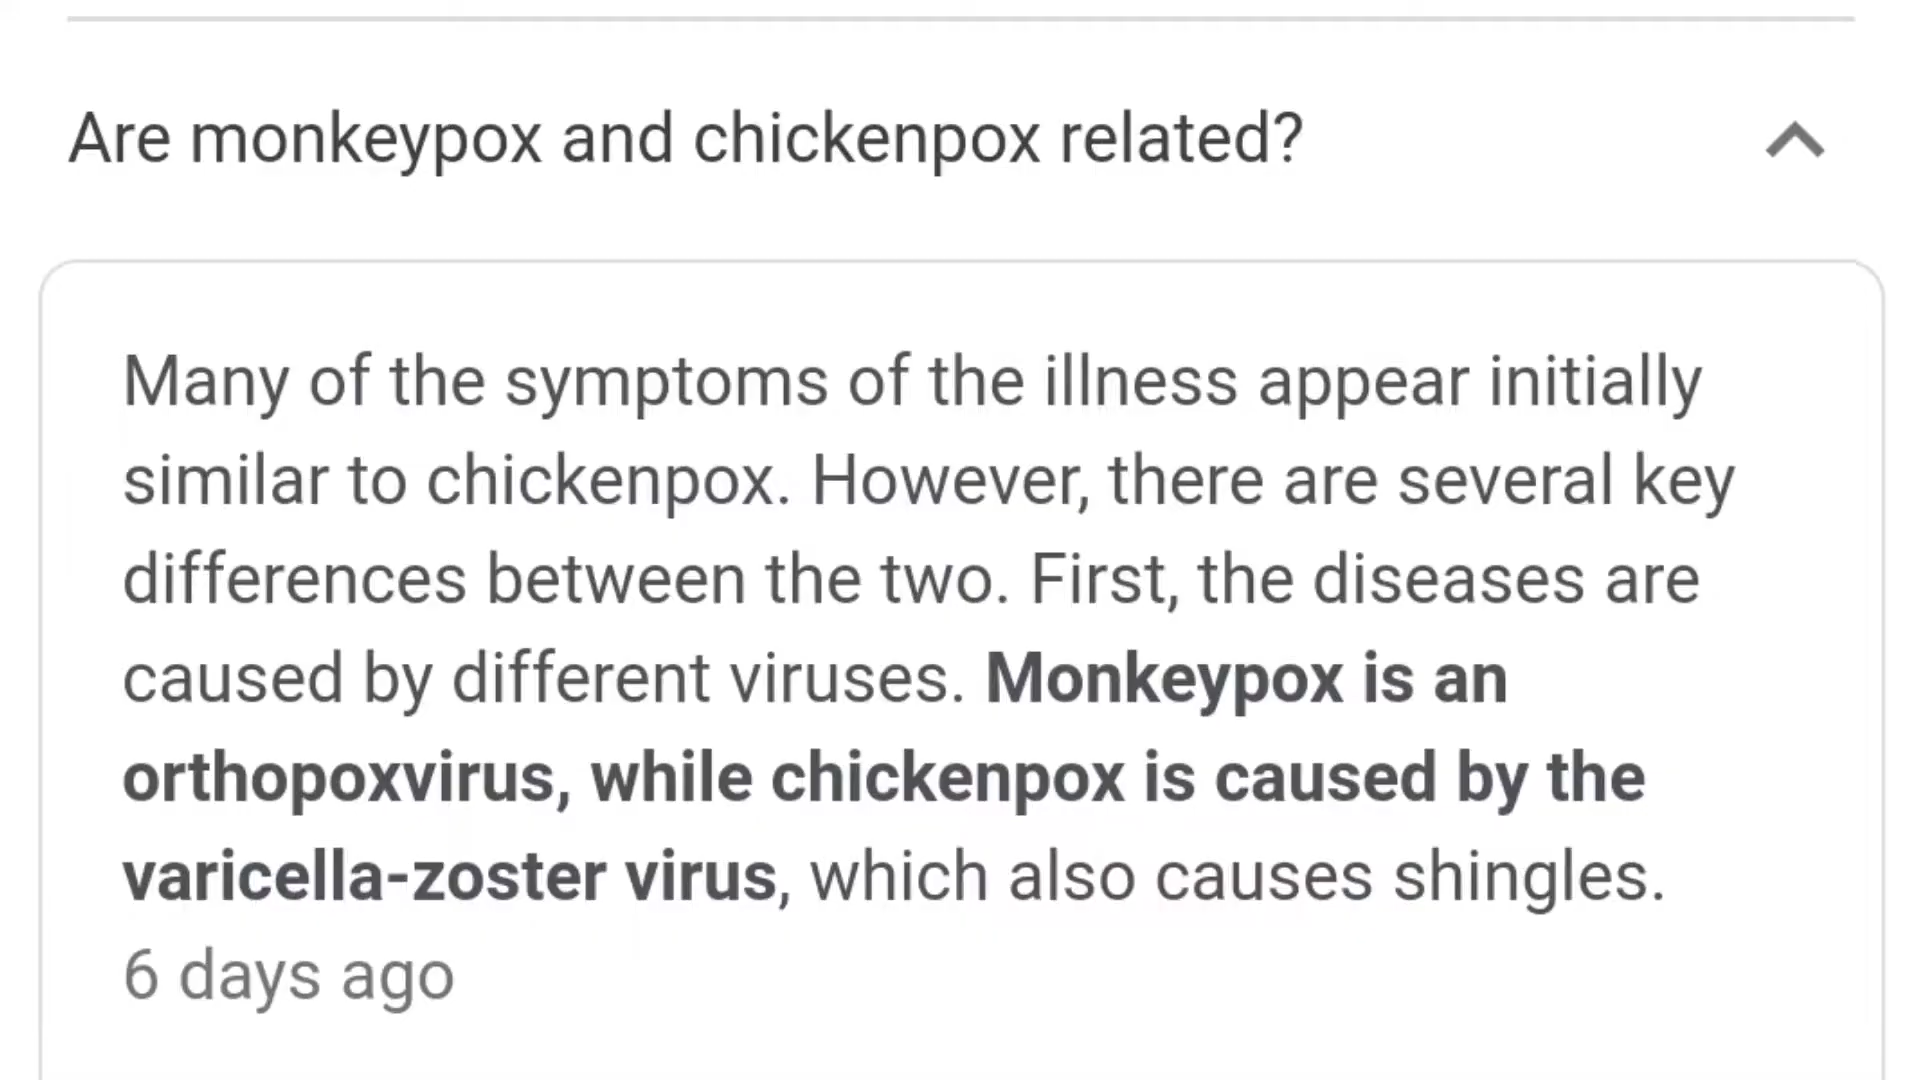 Are monkeypox and chickenpox related?
Many of the symptoms of the illness appear initially
similar to chickenpox. However, there are several key
differences between the two. First, the diseases are
caused by different viruses. Monkeypox is an
orthopoxvirus, while chickenpox is caused by the
varicella-zoster virus, which also causes shingles.
6 days ago